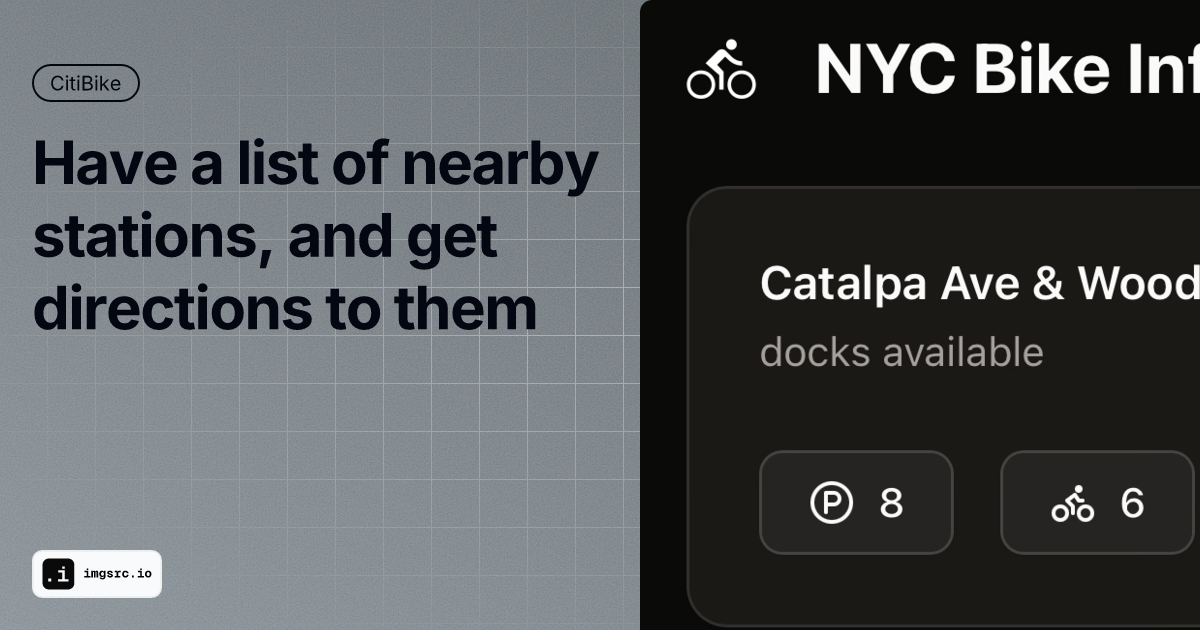 CitiBike
Have a list of nearby
stations, and get
directions to them
.i imgsrc.io
NYC Bike Inf
Catalpa Ave & Wood
docks available
P 8
6